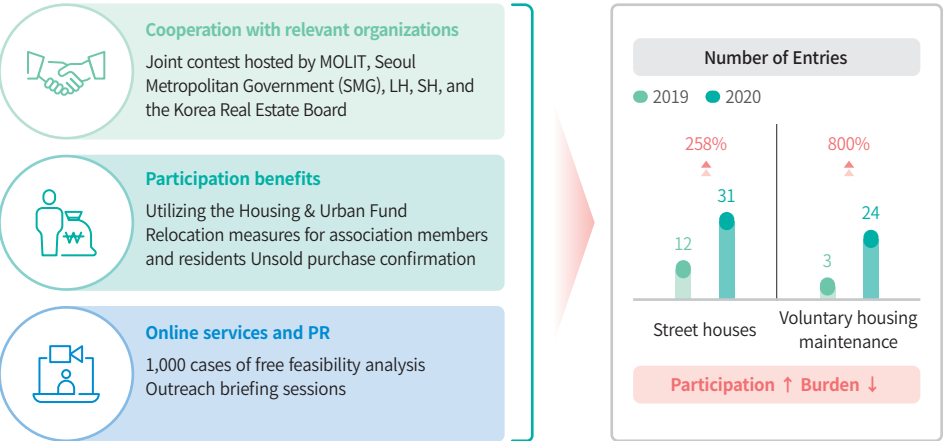 Cooperation with relevant organizations
Joint contest hosted by MOLIT, Seoul
Metropolitan Government (SMG), LH, SH, and
the Korea Real Estate Board
Participation benefits
Utilizing the Housing & Urban Fund
Relocation measures for association members
and residents Unsold purchase confirmation
₩
Online services and PR
1,000 cases of free feasibility analysis
Outreach briefing sessions
Number of Entries
2019 2020
258%
800%
12
31
3
24
Street houses
Voluntary housing
maintenance
Participation ↑ Burden ↓